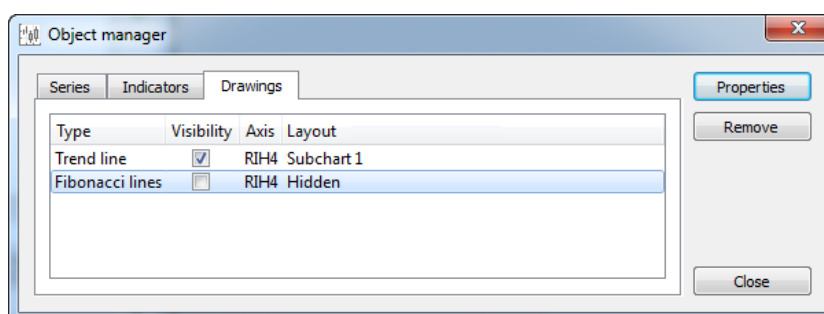 Object manager
Series Indicators Drawings
Properties
Type Visibility Axis Layout
Remove
Trend line RIH4 Subchart 1
Fibonacci lines RIH4 Hidden
Close